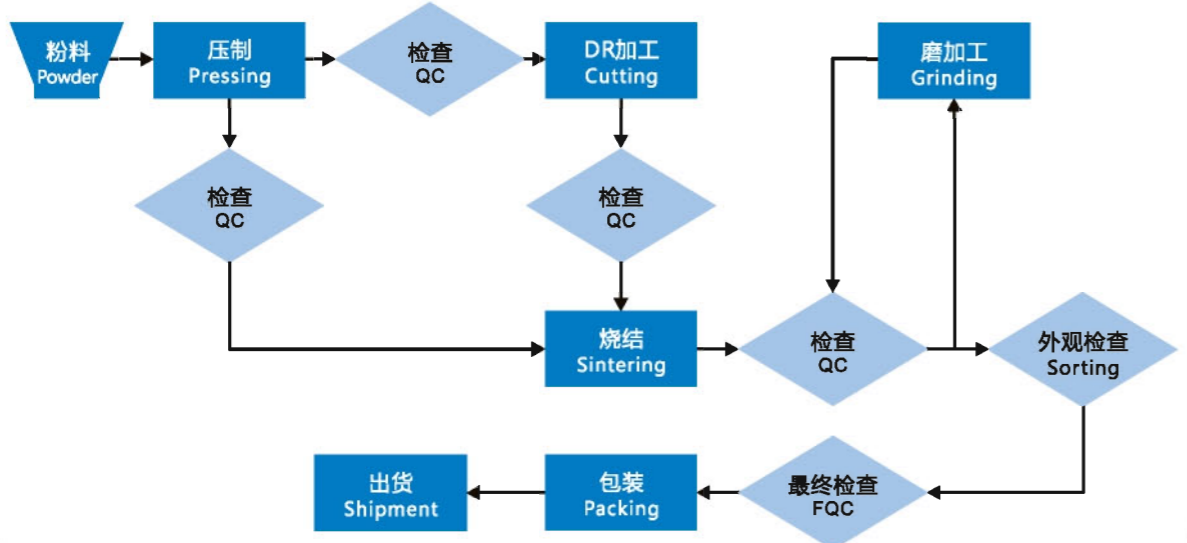 粉料
Powder
压制
Pressing
检查
QC
DR加工
Cutting
磨加工
Grinding
检查
QC
检查
QC
烧结
Sintering
检查
QC
外观检查
Sorting
出货
Shipment
包装
Packing
最终检查
FQC